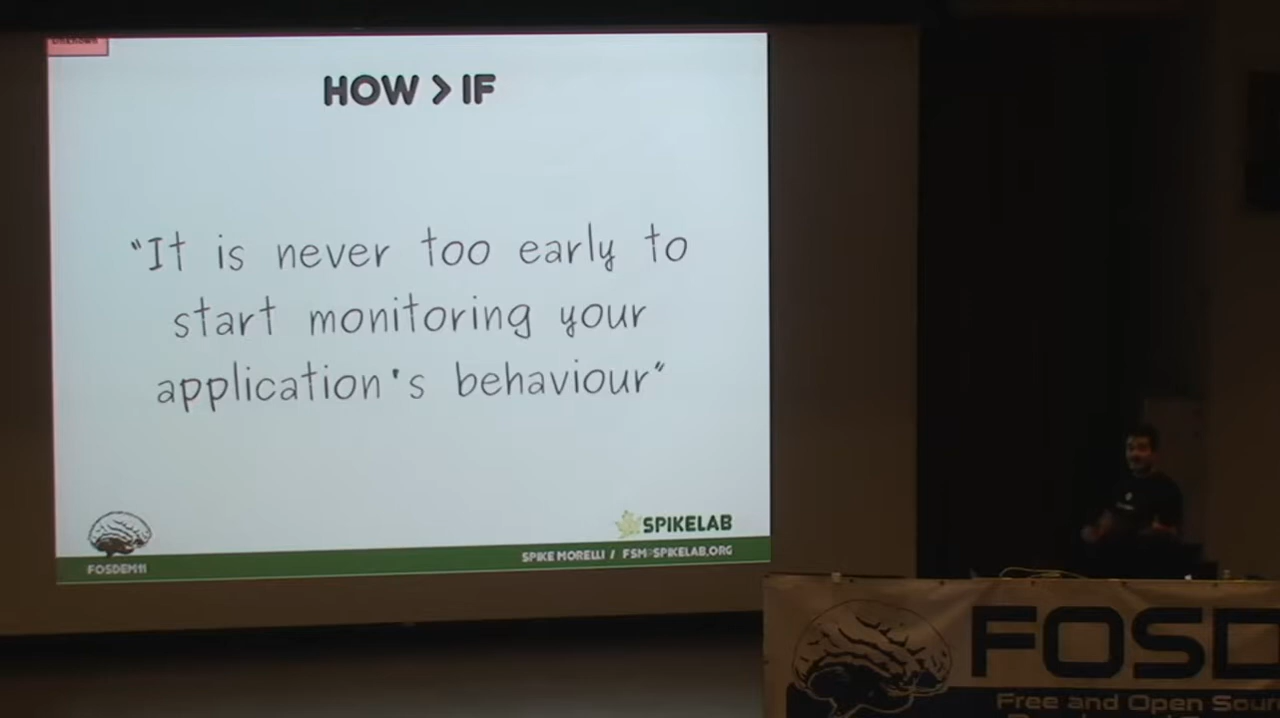 Unknown
HOW > IF
"It is never too early to
start monitoring your
application's behaviour"
SPIKELAB
SPIKE MORELLI / FSM@SPIKELAB.ORG
FOSDEM11
FOSD
Free and Open Sour